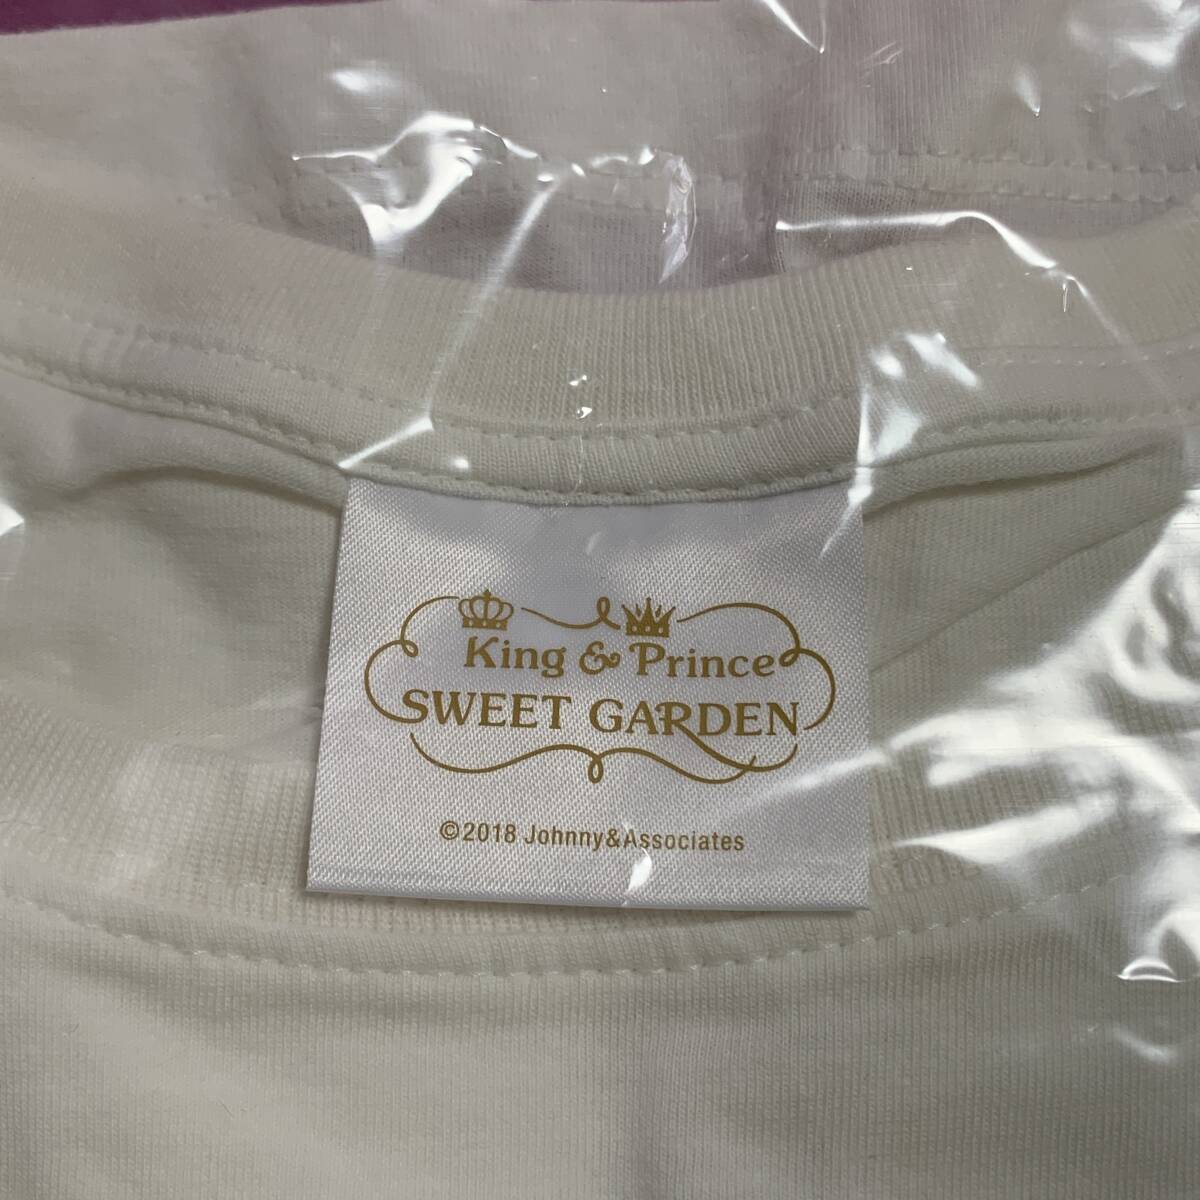 King & Prince
SWEET GARDEN
©2018 Johnny&Associates